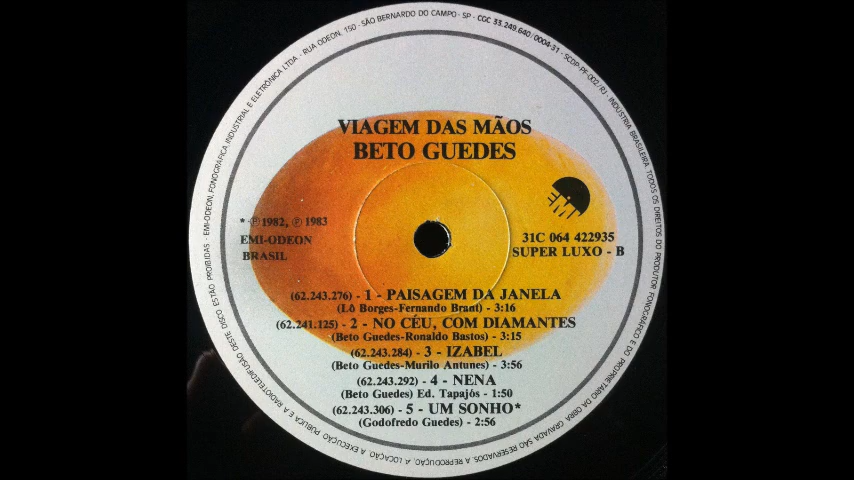 EMI-ODEON, FONOGRÁFICA, INDUSTRIAL E ELETRÔNICA LTDA - RUA ODEON, 150 - SÃO BERNARDO DO CAMPO - SP - CGC 33.249.640/0004-31 - SCDP-PF-002/RJ - INDÚSTRIA BRASILEIRA. TODOS OS DIREITOS DO PRODUTOR FONOGRÁFICO E DO PROPRIETÁRIO DA OBRA GRAVADA SÃO RESERVADOS. A REPRODUÇÃO, A LOCAÇÃO, A EXECUÇÃO PÚBLICA E A RADIOTELEDIFUSÃO DESTE DISCO ESTÃO PROIBIDAS -
VIAGEM DAS MÃOS
BETO GUEDES
* ℗ 1982, ℗ 1983
EMI-ODEON
BRASIL
EMI
31C 064 422935
SUPER LUXO - B
(62.243.276) - 1 - PAISAGEM DA JANELA
(Lô Borges-Fernando Brant) - 3:16
(62.241.125) - 2 - NO CÉU, COM DIAMANTES
(Beto Guedes-Ronaldo Bastos) - 3:15
(62.243.284) - 3 - IZABEL
(Beto Guedes-Murilo Antunes) - 3:56
(62.243.292) - 4 - NENA
(Beto Guedes) Ed. Tapajós - 1:50
(62.243.306) - 5 - UM SONHO*
(Godofredo Guedes) - 2:56